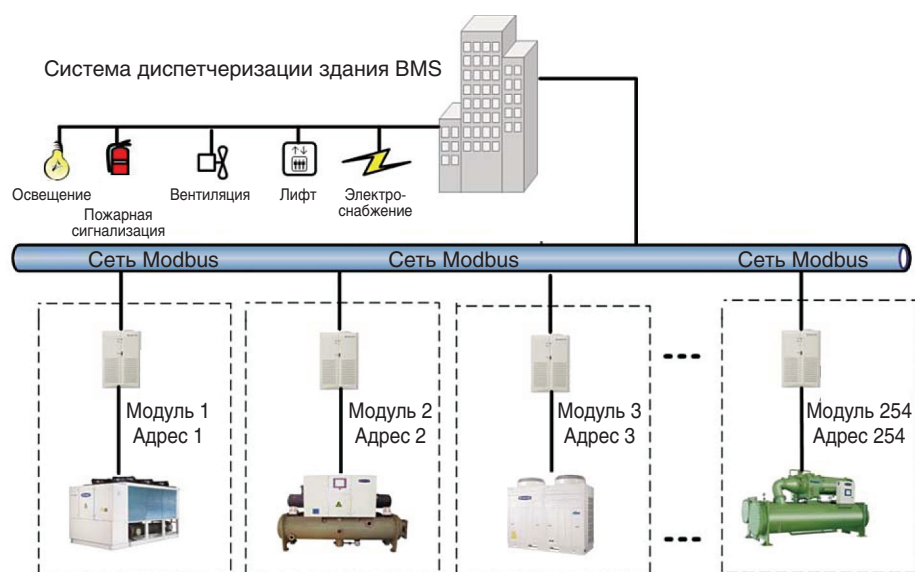 Система диспетчеризации здания BMS
Освещение
Пожарная
сигнализация
Вентиляция
Лифт
Электро-
снабжение
Сеть Modbus
Сеть Modbus
Сеть Modbus
Модуль 1
Адрес 1
Модуль 2
Адрес 2
Модуль 3
Адрес 3
Модуль 254
Адрес 254